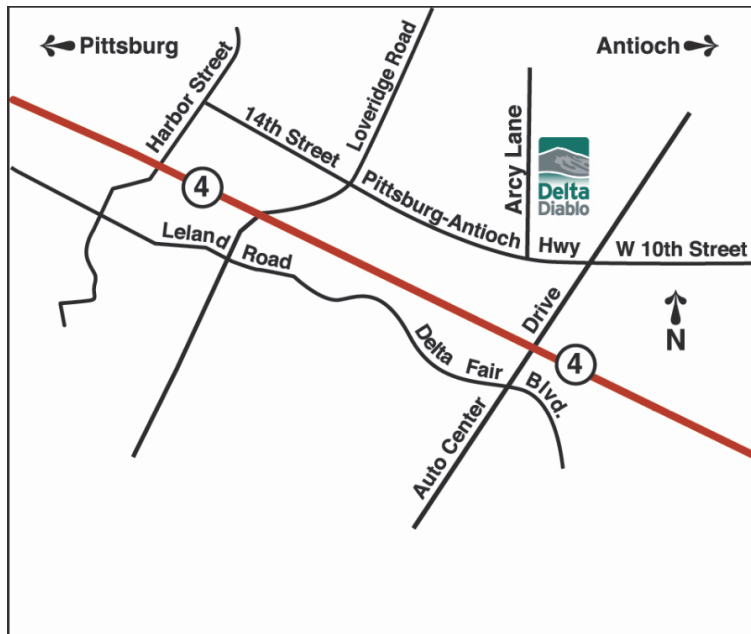 Pittsburg
Antioch
Harbor Street
Loveridge Road
14th Street
Arcy Lane
Delta
Diablo
4
Pittsburg-Antioch Hwy
W 10th Street
Leland Road
Drive
N
Delta Fair Blvd.
4
Auto Center